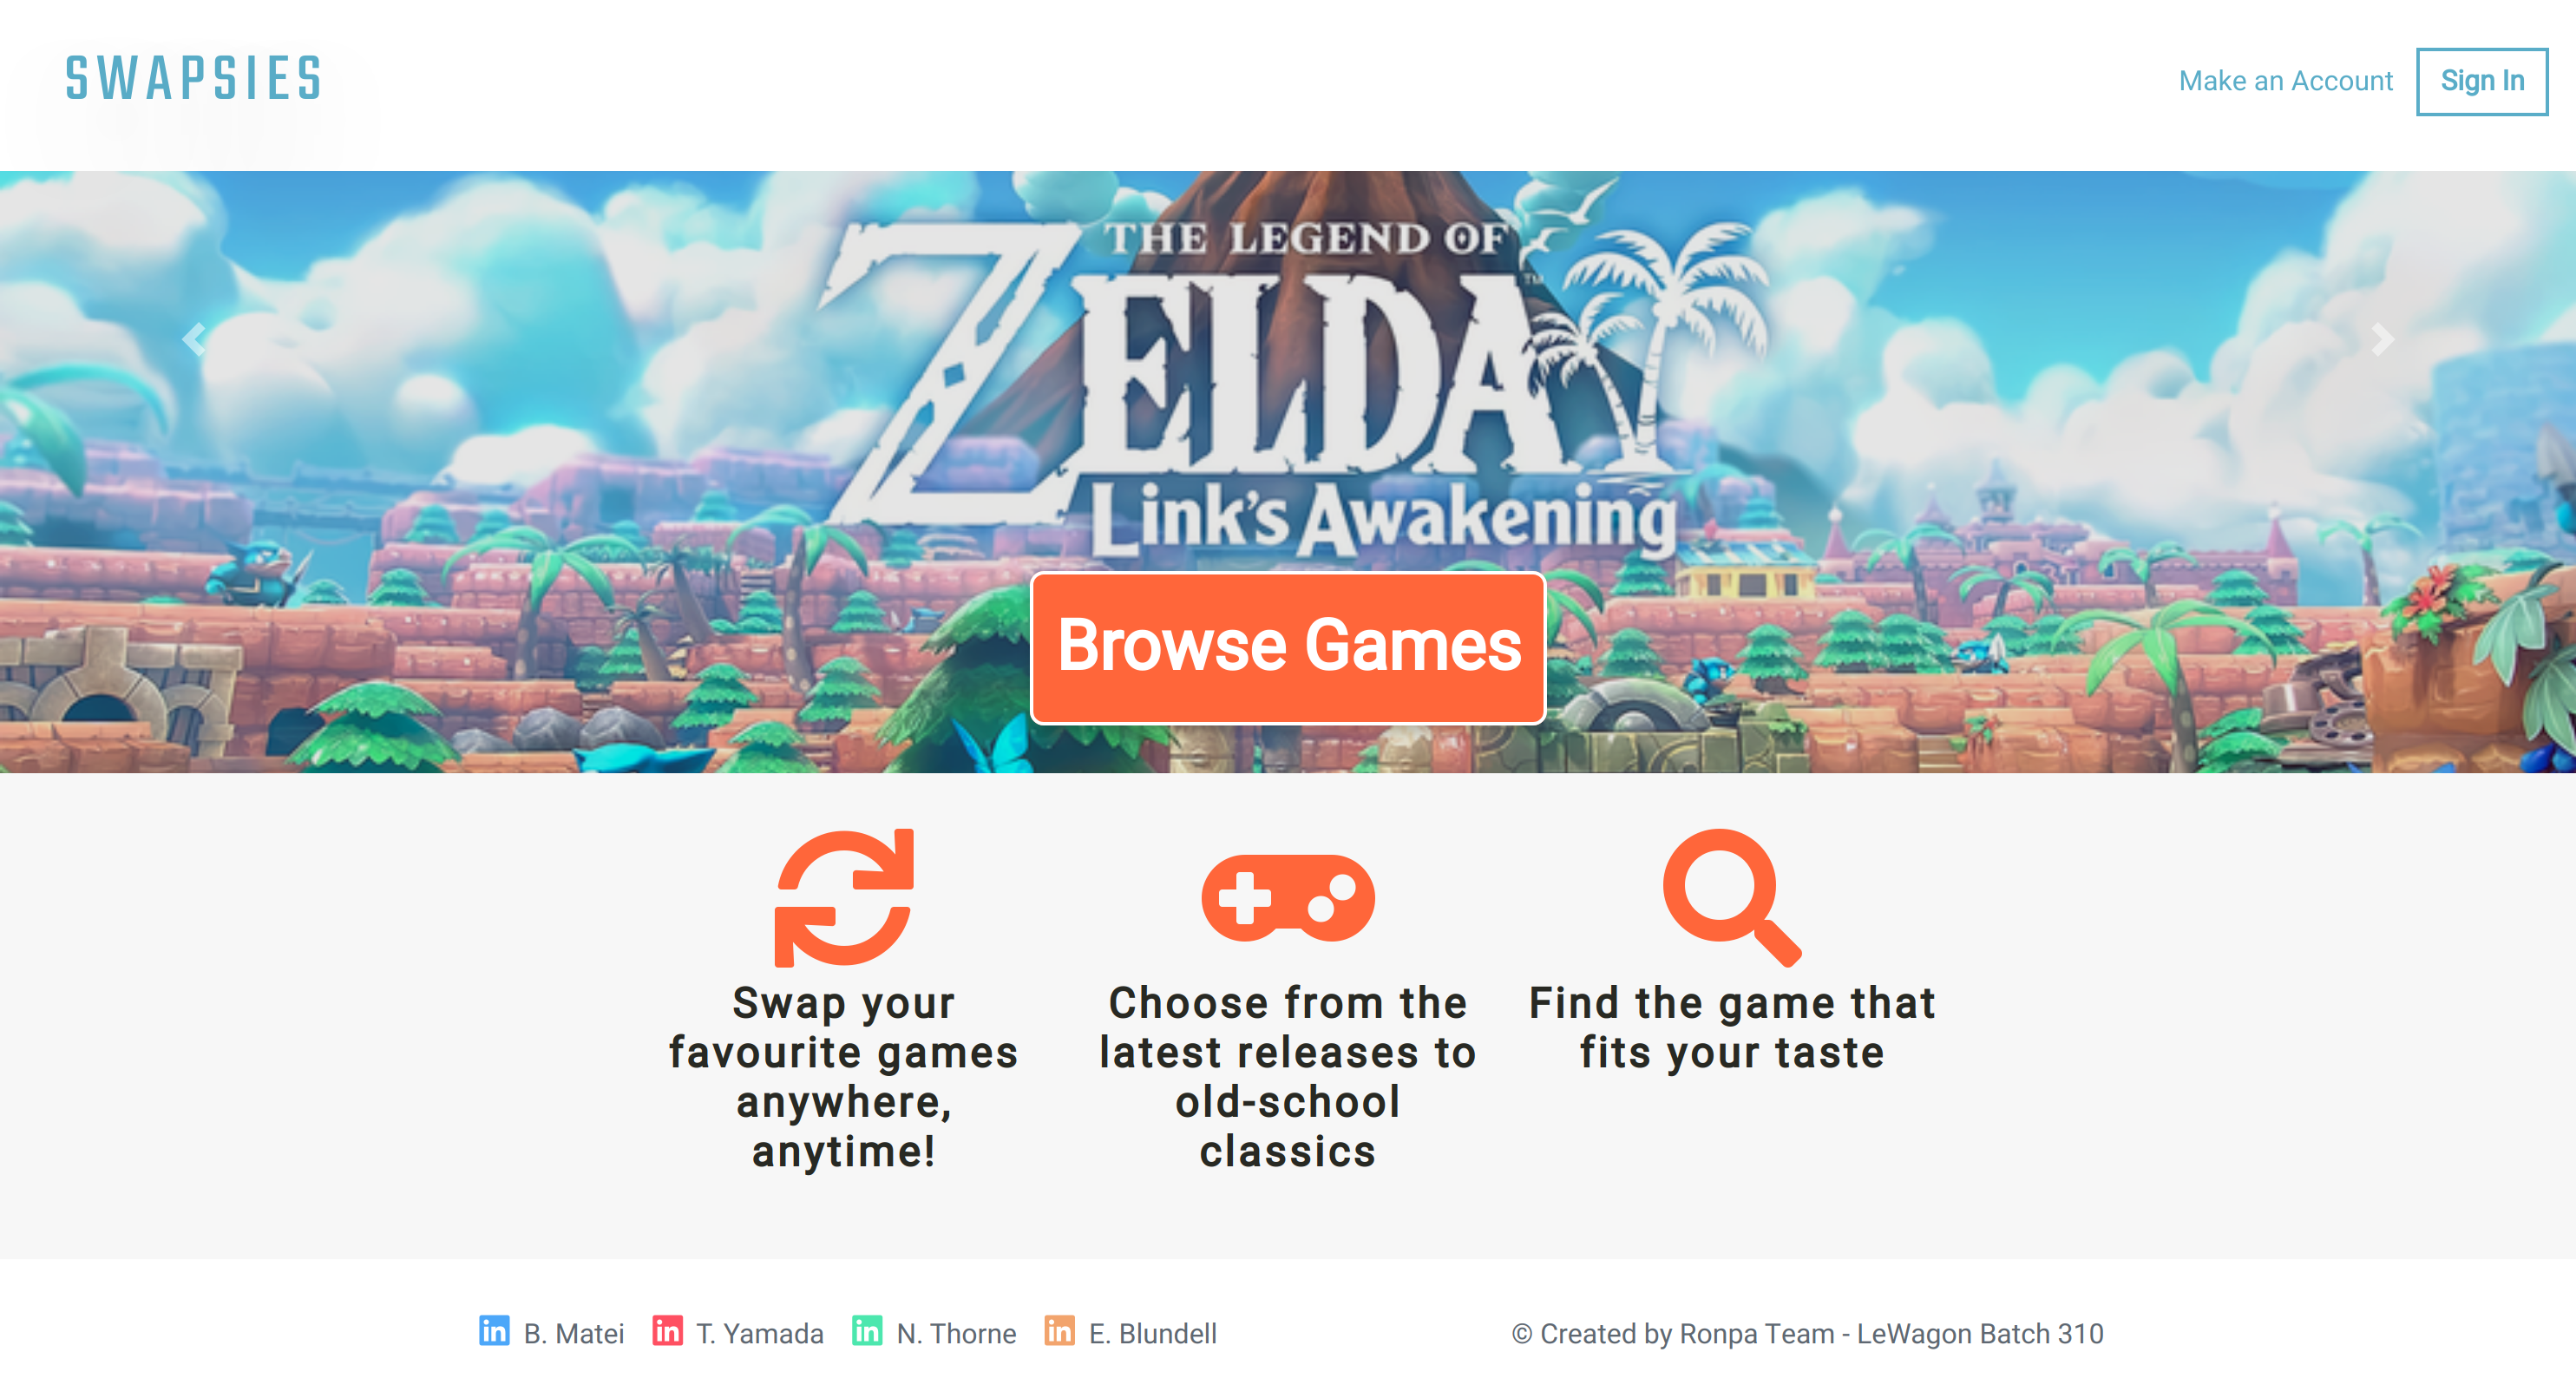 SWAPSIES
Make an Account
Sign In
THE LEGEND OF
ZELDA™
Link's Awakening
Browse Games
Swap your
favourite games
anywhere,
anytime!
Choose from the
latest releases to
old-school
classics
Find the game that
fits your taste
in B. Matei in T. Yamada in N. Thorne in E. Blundell
© Created by Ronpa Team - LeWagon Batch 310